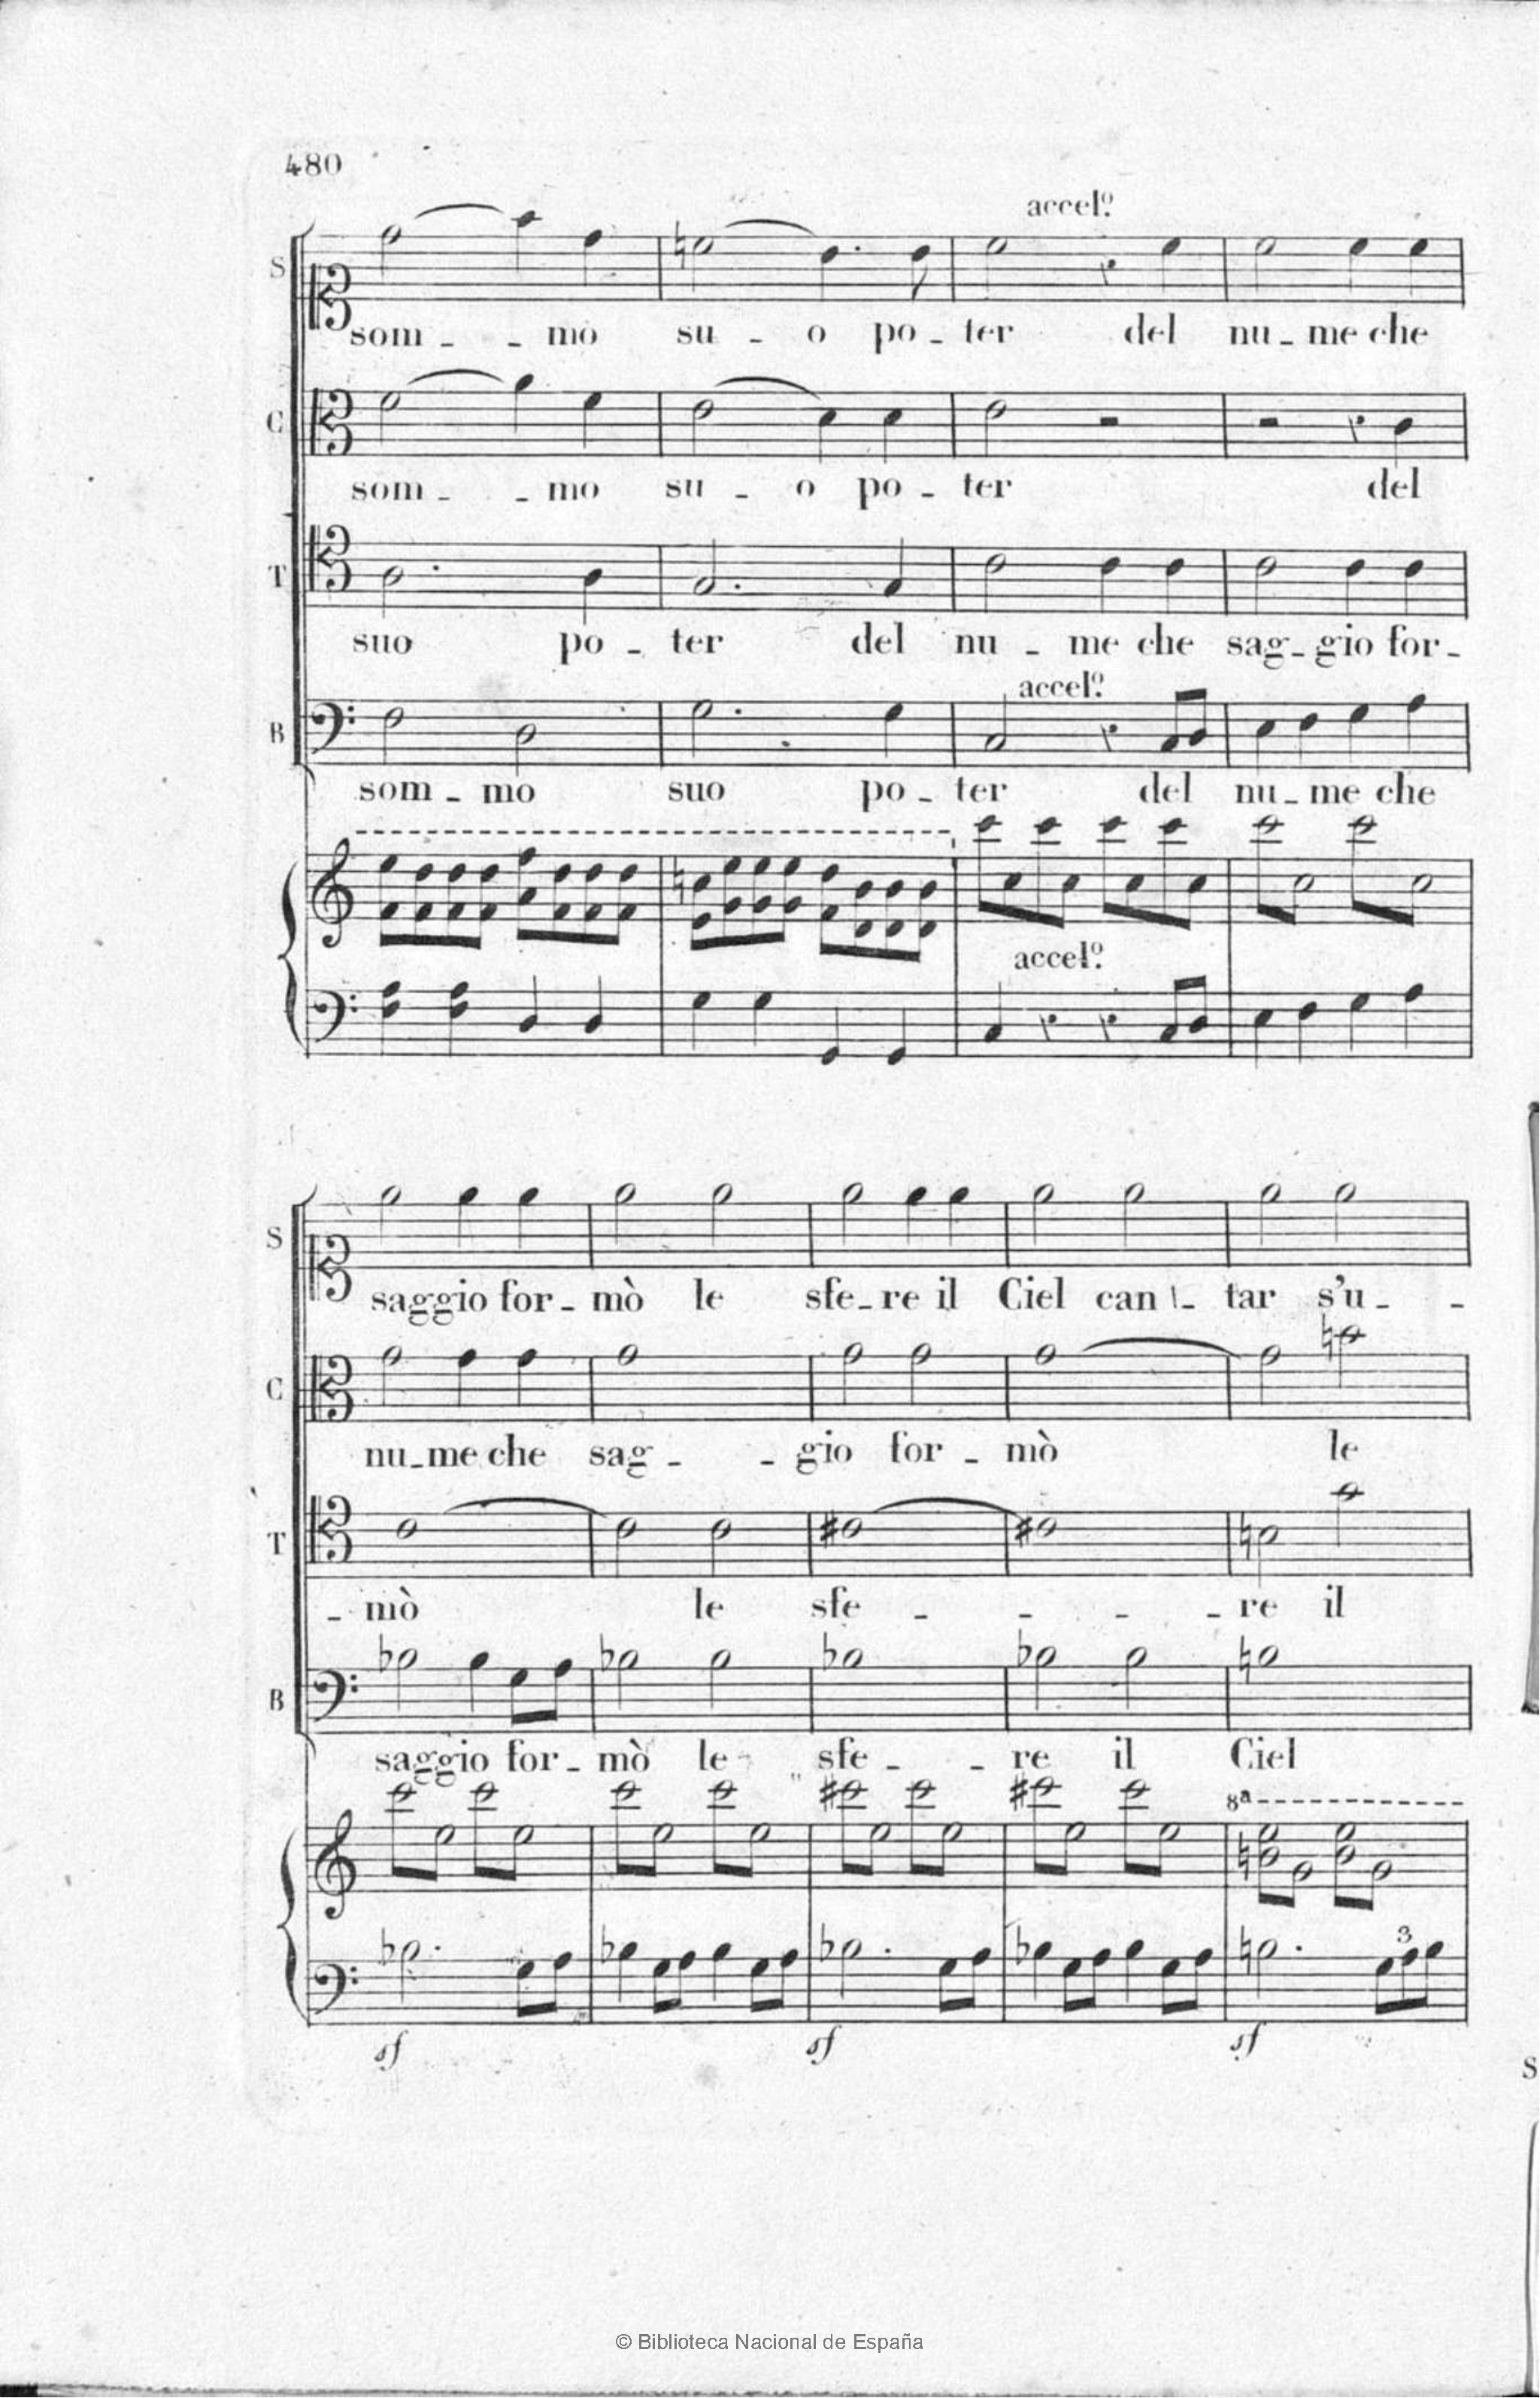 480
accel.º
S
som - - mo su - o po - ter del nu - me che
C
som - - mo su - o po - ter del
T
suo po - ter del nu - me che sag - gio for -
accel.º
B
som - mo suo po - ter del nu - me che
accel.º
S
saggio for - mò le sfe - re il Ciel can - tar s'u - -
C
nu - me che sag - - gio for - mò le
T
- mò le sfe - - - - re il
B
saggio for - mò le sfe - - re il Ciel
8ª
3
sf sf sf
© Biblioteca Nacional de España